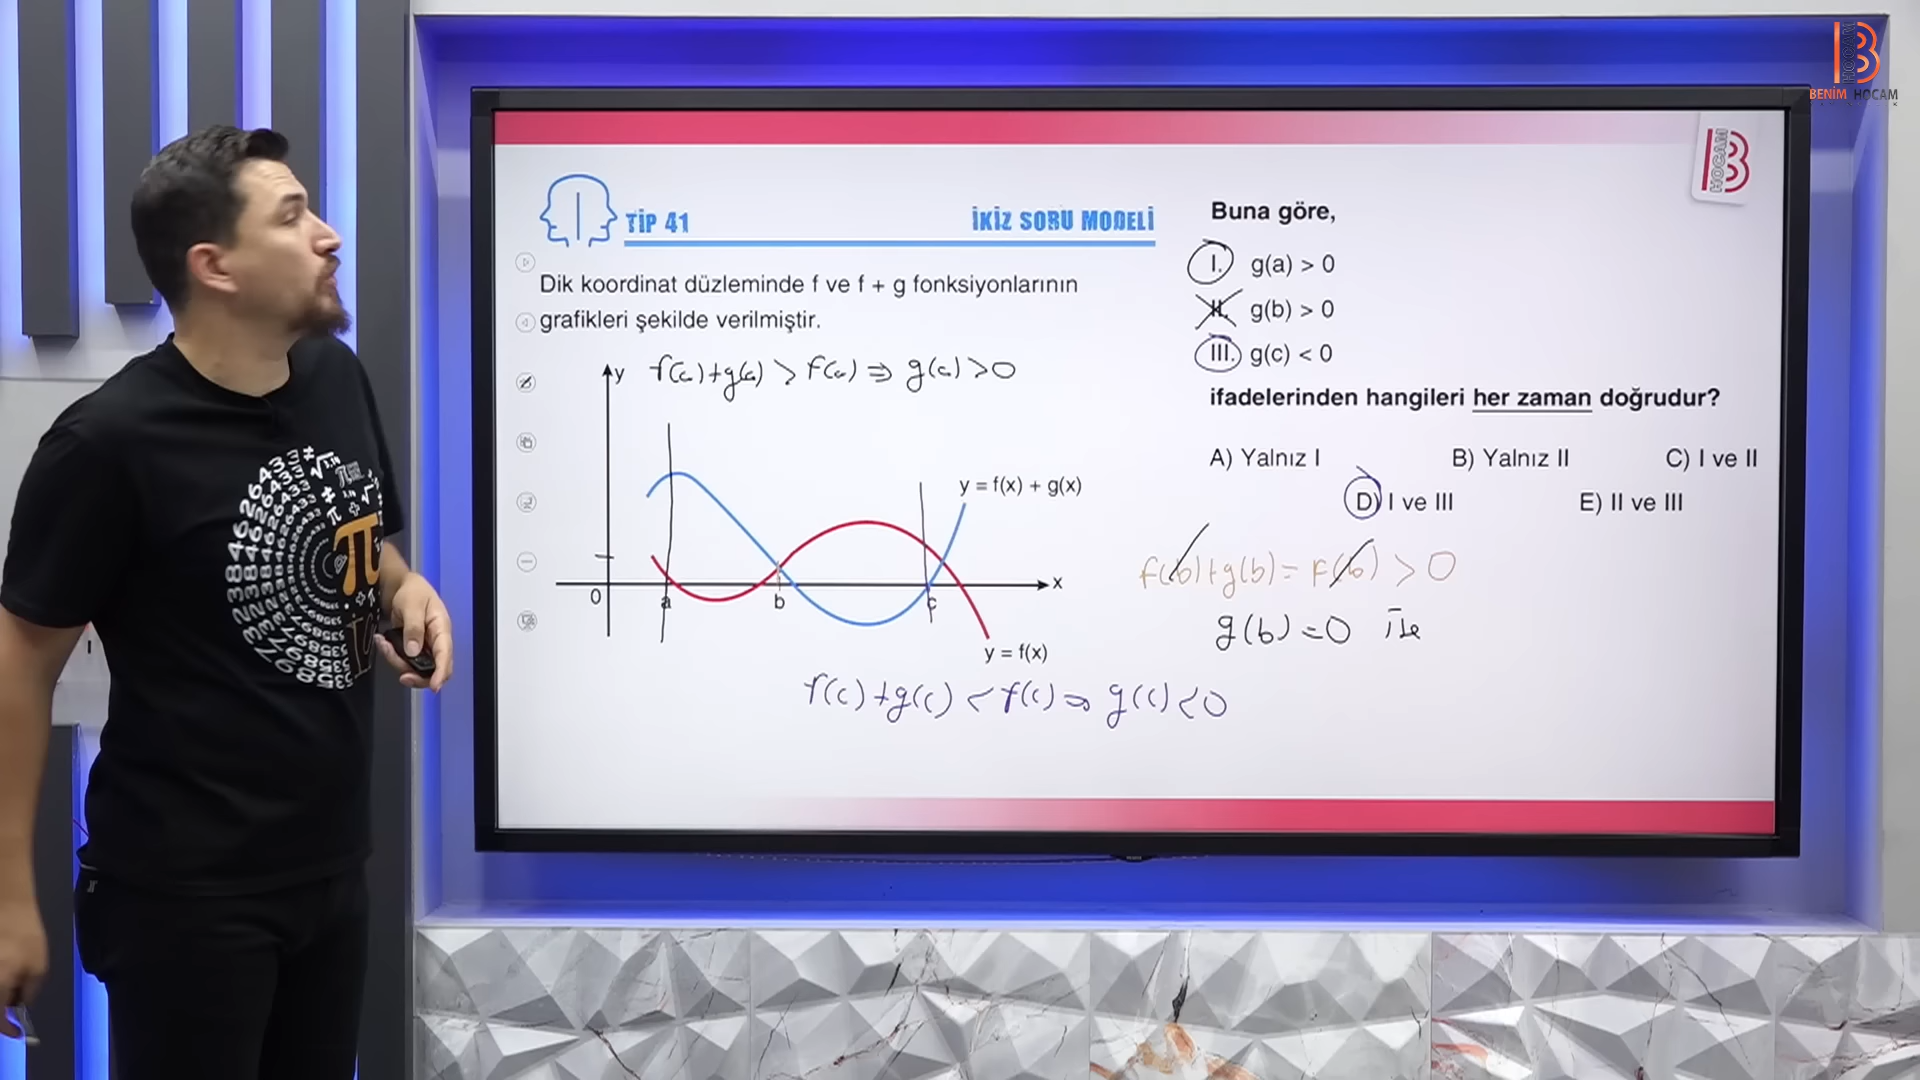 BENİM HOCAM
HOCAM
TİP 41
İKİZ SORU MODELİ
Dik koordinat düzleminde f ve f + g fonksiyonlarının
grafikleri şekilde verilmiştir.
f(a)+g(a) > f(a) ⇒ g(a) > 0
y
y = f(x) + g(x)
0
a
b
c
x
y = f(x)
f(c)+g(c) < f(c) ⇒ g(c) < 0
Buna göre,
I. g(a) > 0
II. g(b) > 0
III. g(c) < 0
ifadelerinden hangileri her zaman doğrudur?
A) Yalnız I B) Yalnız II C) I ve II
D) I ve III E) II ve III
f(b)+g(b) = f(b) > 0
g(b) = 0 ise